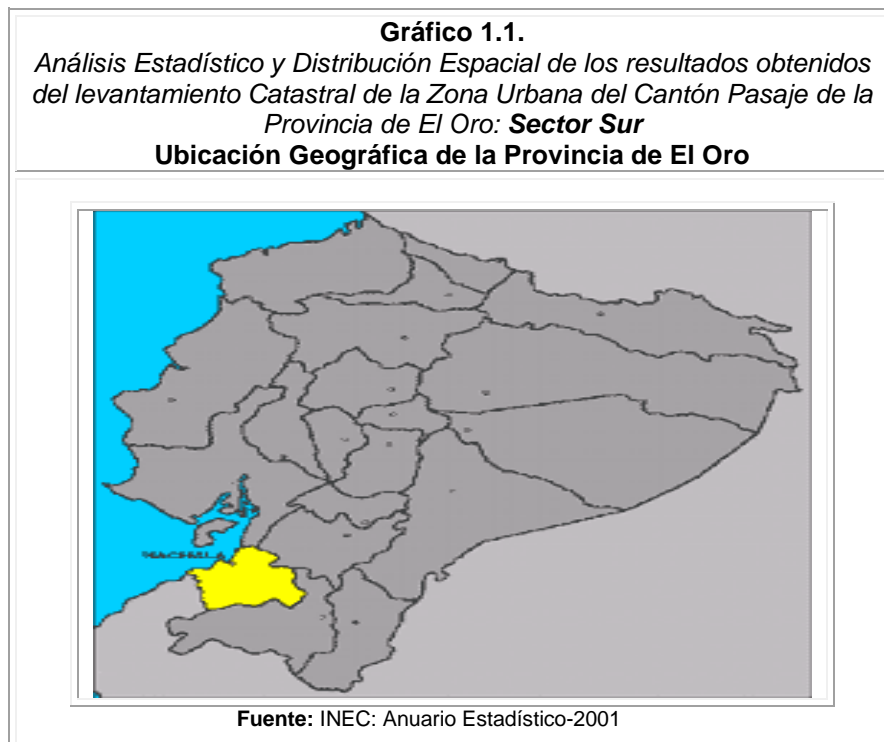 Gráfico 1.1.
Análisis Estadístico y Distribución Espacial de los resultados obtenidos
del levantamiento Catastral de la Zona Urbana del Cantón Pasaje de la
Provincia de El Oro: Sector Sur
Ubicación Geográfica de la Provincia de El Oro
MACHALA
Fuente: INEC: Anuario Estadístico-2001